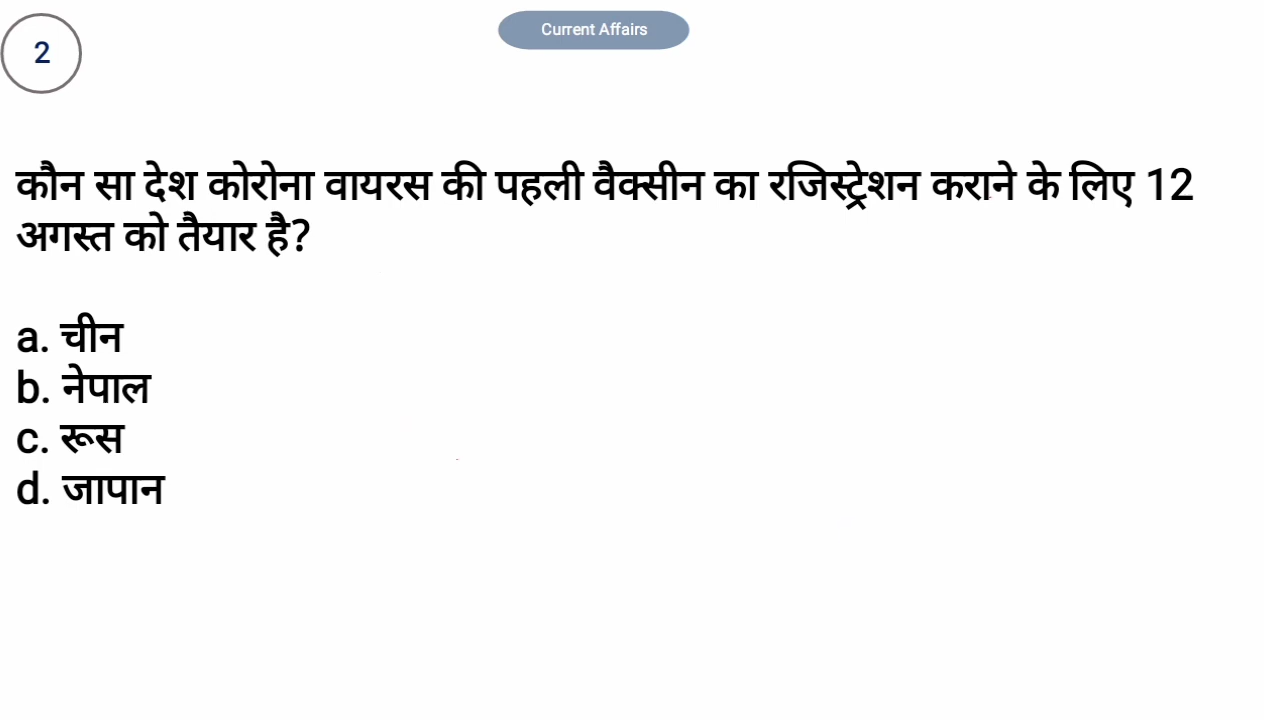 2
Current Affairs
कौन सा देश कोरोना वायरस की पहली वैक्सीन का रजिस्ट्रेशन कराने के लिए 12
अगस्त को तैयार है?
a. चीन
b. नेपाल
c. रूस
d. जापान